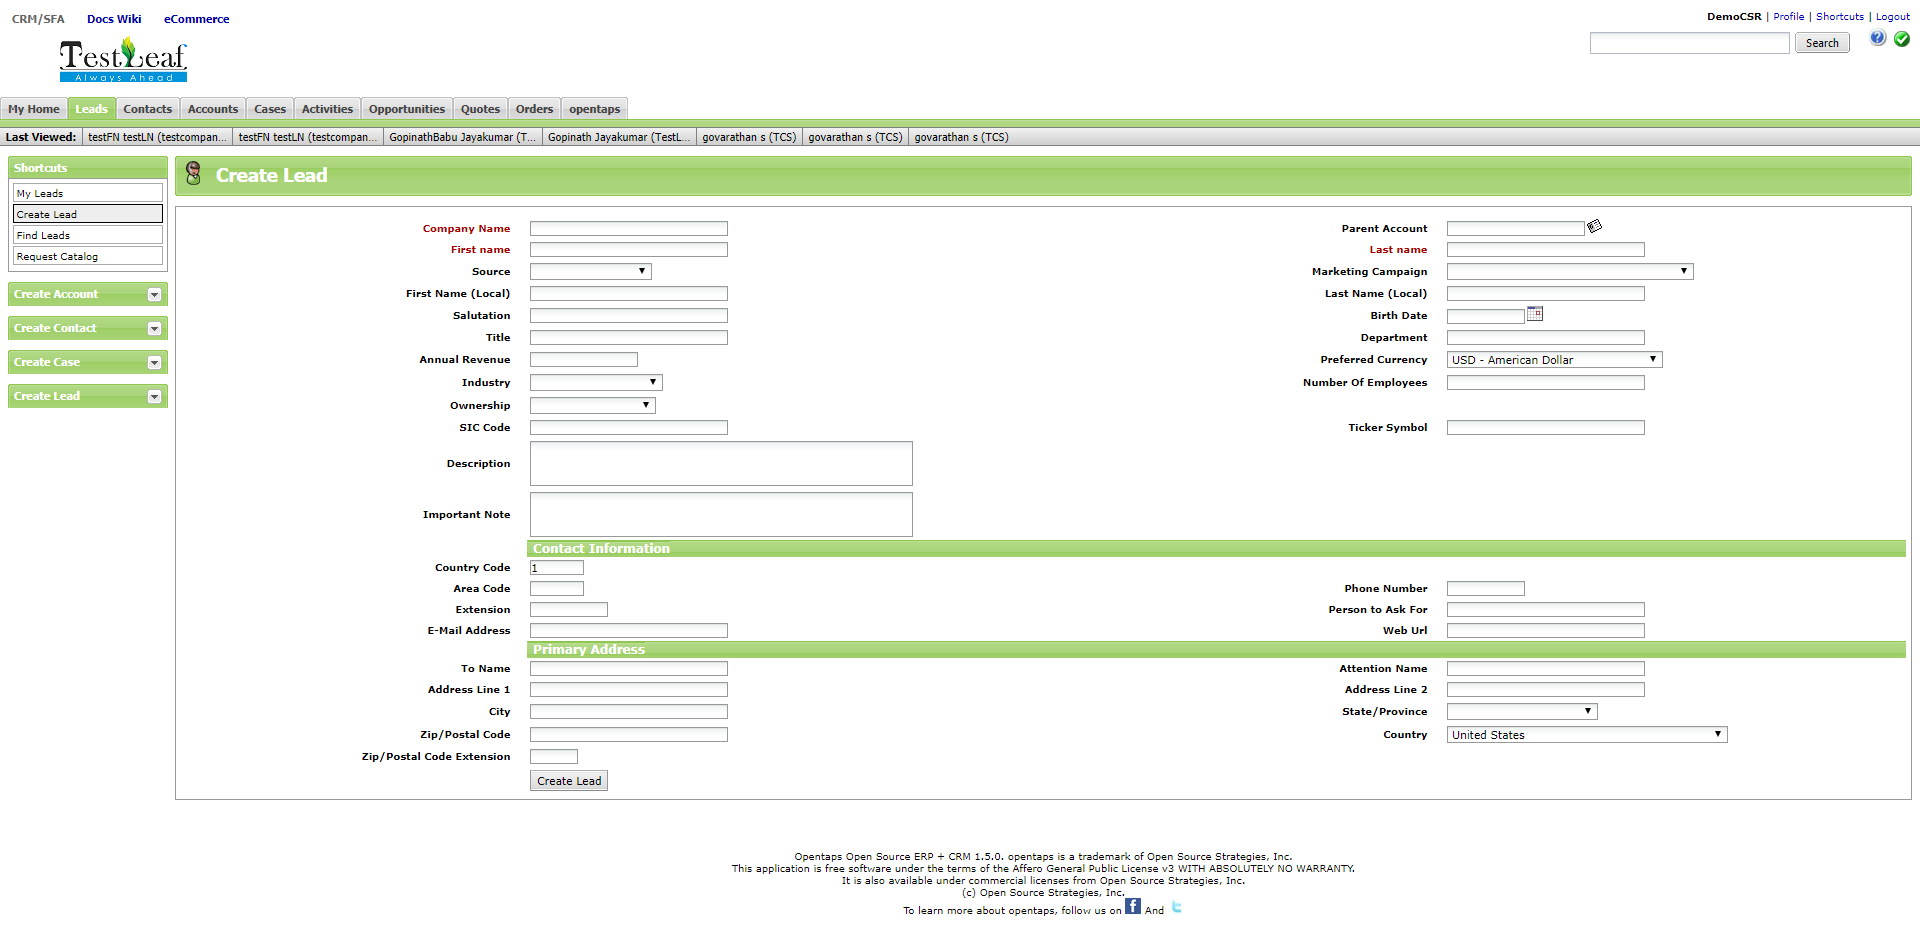 CRM/SFA Docs Wiki eCommerce
DemoCSR | Profile | Shortcuts | Logout
TestLeaf
Always Ahead
Search
?
My Home Leads Contacts Accounts Cases Activities Opportunities Quotes Orders opentaps
Last Viewed: testFN testLN (testcompan... testFN testLN (testcompan... GopinathBabu Jayakumar (T... Gopinath Jayakumar (TestL... govarathan s (TCS) govarathan s (TCS) govarathan s (TCS)
Shortcuts
My Leads
Create Lead
Find Leads
Request Catalog
Create Account
Create Contact
Create Case
Create Lead
Create Lead
Company Name Parent Account
First name Last name
Source Marketing Campaign
First Name (Local) Last Name (Local)
Salutation Birth Date
Title Department
Annual Revenue Preferred Currency USD - American Dollar
Industry Number Of Employees
Ownership
SIC Code Ticker Symbol
Description
Important Note
Contact Information
Country Code 1
Area Code Phone Number
Extension Person to Ask For
E-Mail Address Web Url
Primary Address
To Name Attention Name
Address Line 1 Address Line 2
City State/Province
Zip/Postal Code Country United States
Zip/Postal Code Extension
Create Lead
Opentaps Open Source ERP + CRM 1.5.0. opentaps is a trademark of Open Source Strategies, Inc.
This application is free software under the terms of the Affero General Public License v3 WITH ABSOLUTELY NO WARRANTY.
It is also available under commercial licenses from Open Source Strategies, Inc.
(c) Open Source Strategies, Inc.
To learn more about opentaps, follow us on f And t